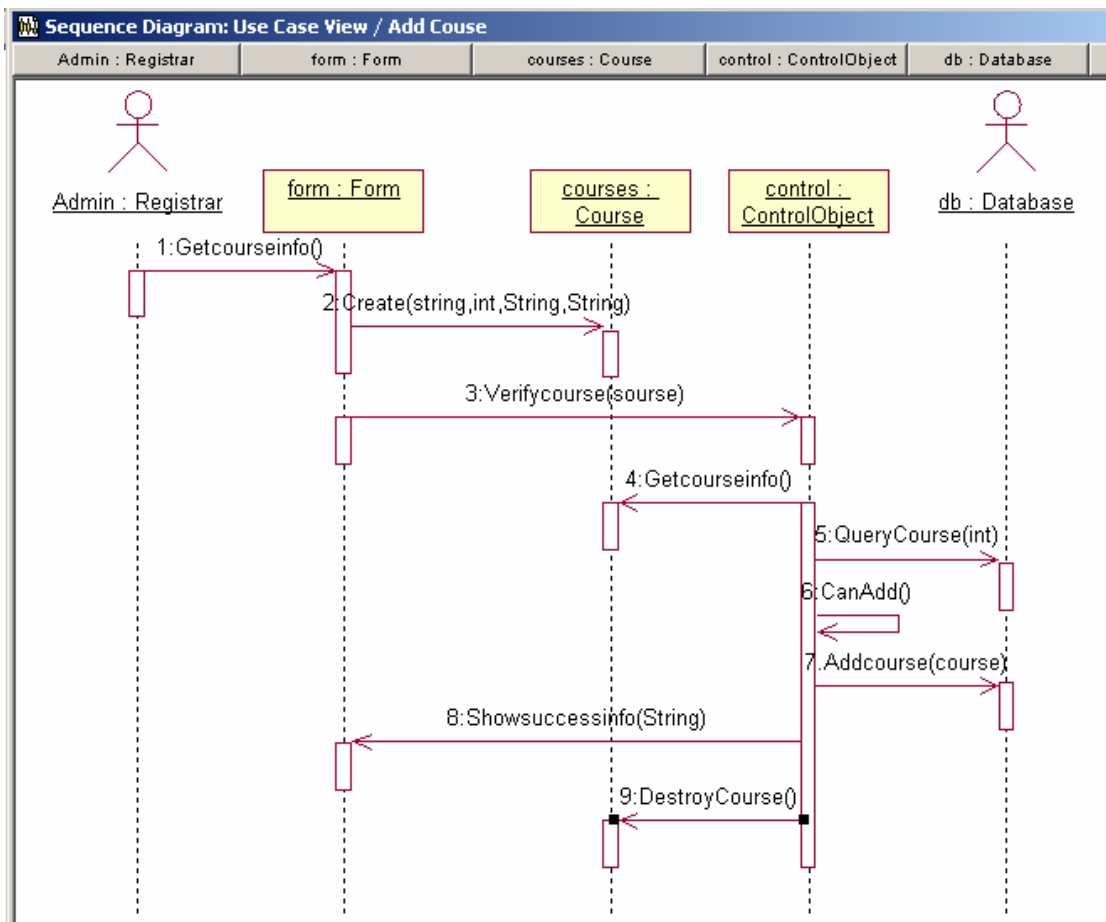 Sequence Diagram: Use Case View / Add Couse
Admin : Registrar
form : Form
courses : Course
control : ControlObject
db : Database
Admin : Registrar
form : Form
courses :
Course
control :
ControlObject
db : Database
1:Getcourseinfo()
2:Create(string,int,String,String)
3:Verifycourse(sourse)
4:Getcourseinfo()
5:QueryCourse(int)
6:CanAdd()
7.Addcourse(course)
8:Showsuccessinfo(String)
9:DestroyCourse()